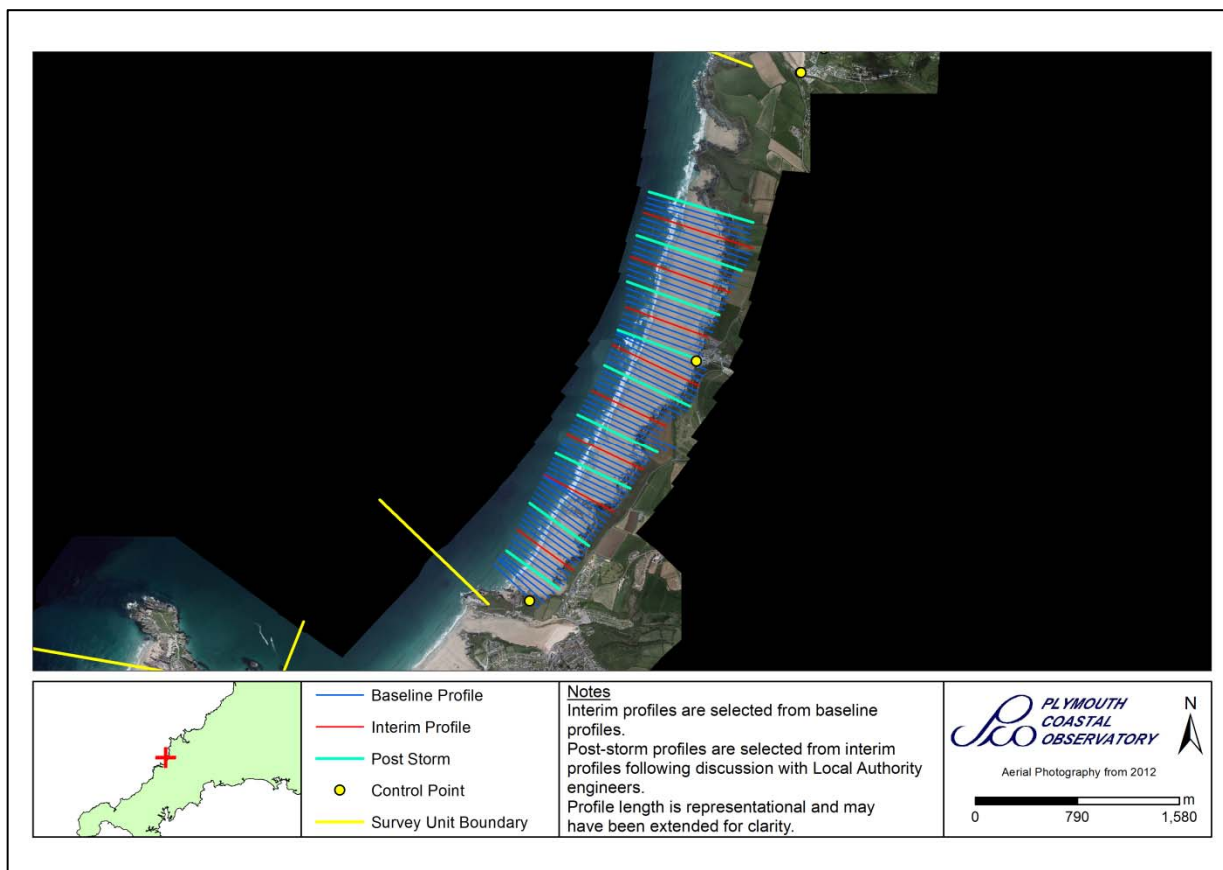 Baseline Profile
Interim Profile
Post Storm
Control Point
Survey Unit Boundary
Notes
Interim profiles are selected from baseline
profiles.
Post-storm profiles are selected from interim
profiles following discussion with Local Authority
engineers.
Profile length is representational and may
have been extended for clarity.
PLYMOUTH
COASTAL
OBSERVATORY
N
Aerial Photography from 2012
m
0 790 1,580